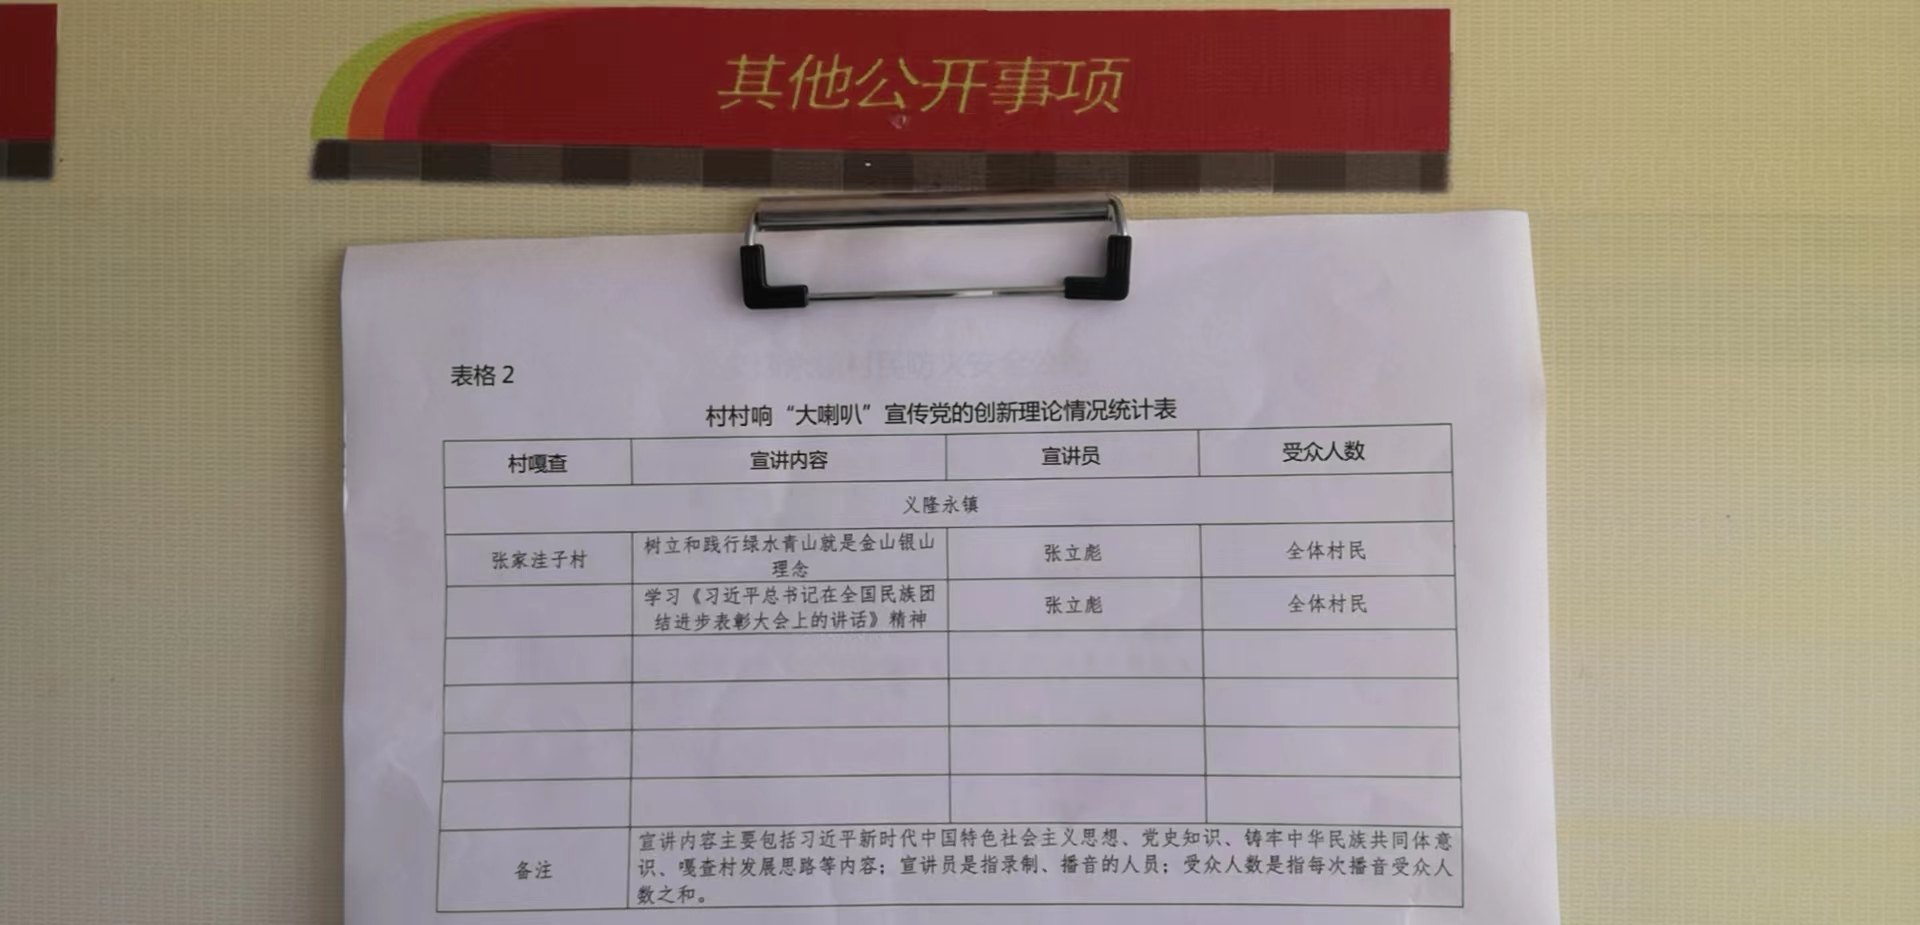 其他公开事项
表格2
村村响“大喇叭”宣传党的创新理论情况统计表
村嘎查 宣讲内容 宣讲员 受众人数
义隆永镇
张家洼子村 树立和践行绿水青山就是金山银山 张立彪 全体村民
理念
学习《习近平总书记在全国民族团 张立彪 全体村民
结进步表彰大会上的讲话》精神
备注 宣讲内容主要包括习近平新时代中国特色社会主义思想、党史知识、铸牢中华民族共同体意
识、嘎查村发展思路等内容；宣讲员是指录制、播音的人员；受众人数是指每次播音受众人
数之和。